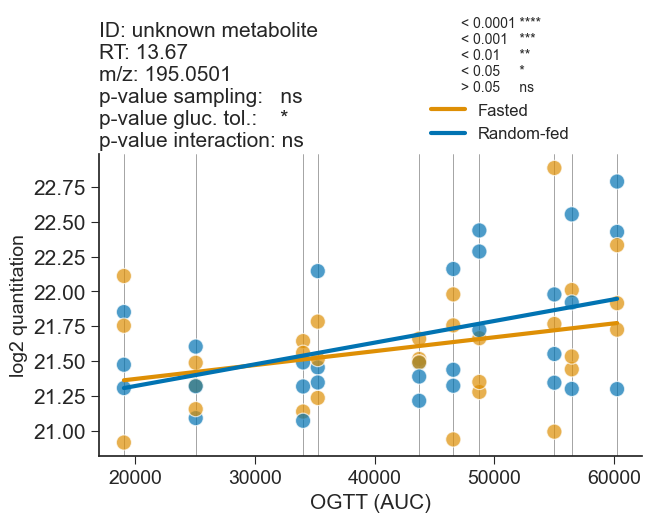 ID: unknown metabolite
RT: 13.67
m/z: 195.0501
p-value sampling: ns
p-value gluc. tol.: *
p-value interaction: ns
< 0.0001 ****
< 0.001 ***
< 0.01 **
< 0.05 *
> 0.05 ns
Fasted
Random-fed
log2 quantitation
22.75
22.50
22.25
22.00
21.75
21.50
21.25
21.00
20000 30000 40000 50000 60000
OGTT (AUC)